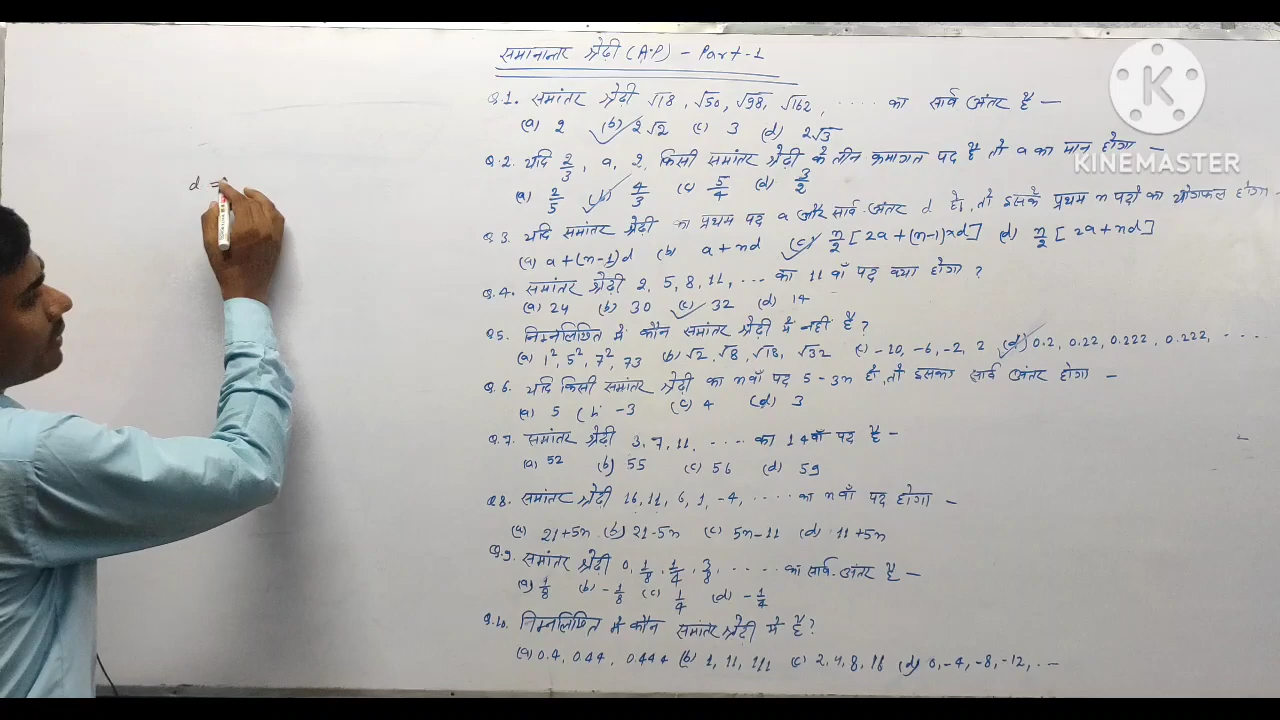 समानान्तर श्रेढ़ी (A.P) - Part-1
Q.1. समांतर श्रेढ़ी √18, √50, √98, √162, ..... का सार्व अंतर है —
(a) 2 (b) 2√2 (c) 3 (d) 2√3
Q.2. यदि 2/3, a, 2, किसी समांतर श्रेढ़ी के तीन क्रमागत पद है तो a का मान होगा —
(a) 2/5 (b) 4/3 (c) 5/4 (d) 3/2
Q.3. यदि समांतर श्रेढ़ी का प्रथम पद a और सार्व-अंतर d हो, तो इसके प्रथम n पदों का योगफल होगा
(a) a+(n-1)d (b) a+nd (c) n/2 [2a+(n-1)×d] (d) n/2 [2a+nd]
Q.4. समांतर श्रेढ़ी 2, 5, 8, 11, ... का 11 वाँ पद क्या होगा ?
(a) 24 (b) 30 (c) 32 (d) 14
Q5. निम्नलिखित में कौन समांतर श्रेढ़ी में नहीं है ?
(a) 1², 5², 7², 73 (b) √2, √8, √18, √32 (c) -10, -6, -2, 2 (d) 0.2, 0.22, 0.222, 0.222, ....
Q.6. यदि किसी समांतर श्रेढ़ी का nवाँ पद 5-3n हो, तो इसका सार्व अंतर होगा —
(a) 5 (b) -3 (c) 4 (d) 3
Q.7. समांतर श्रेढ़ी 3, 7, 11, ..... का 14वाँ पद है —
(a) 52 (b) 55 (c) 56 (d) 59
Q8. समांतर श्रेढ़ी 16, 11, 6, 1, -4, ..... का nवाँ पद होगा —
(a) 21+5n (b) 21-5n (c) 5n-11 (d) 11+5n
Q.9. समांतर श्रेढ़ी 0, 1/8, 1/4, 3/8, ..... का सार्व-अंतर है —
(a) 1/8 (b) -1/8 (c) 1/4 (d) -1/4
Q.10. निम्नलिखित में कौन समांतर श्रेढ़ी में है ?
(a) 0.4, 0.44, 0.444 (b) 1, 11, 111 (c) 2, 4, 8, 16 (d) 0, -4, -8, -12, ...
d =
K
KINEMASTER